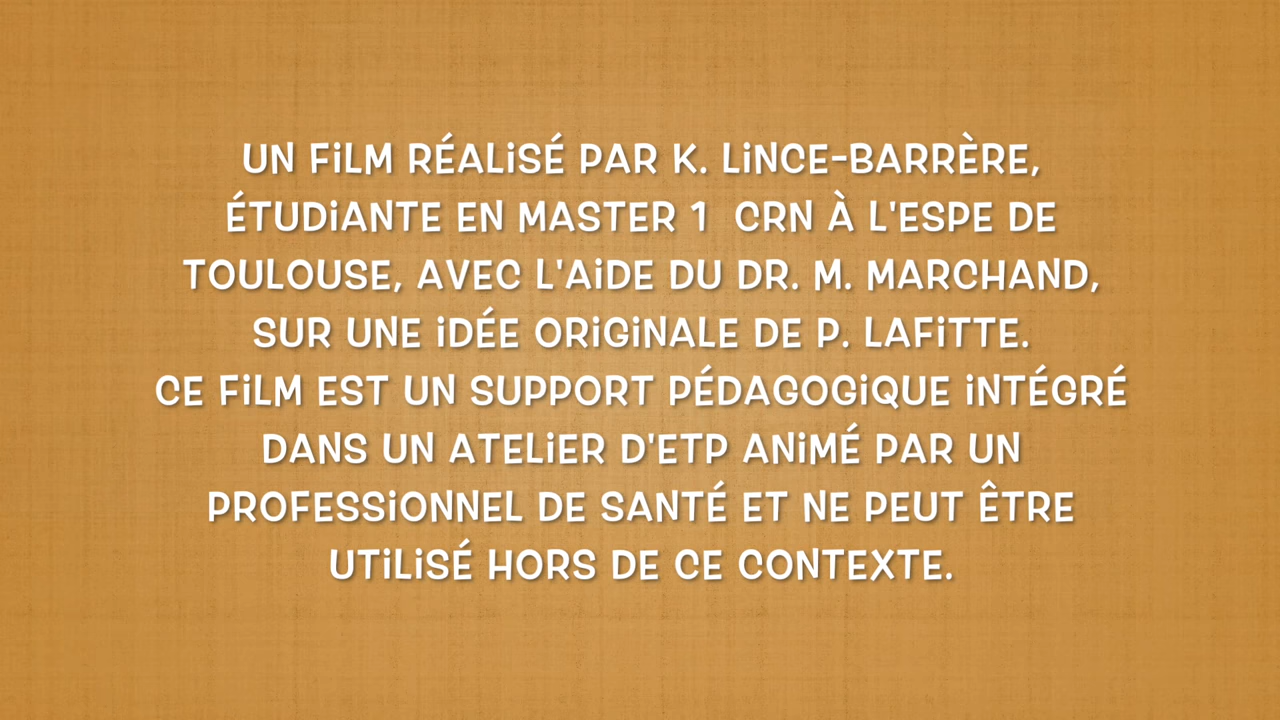 UN FiLM RÉALiSÉ PAR K. LiNCE-BARRÈRE,
ÉTUDiANTE EN MASTER 1  CRN À L'ESPE DE
TOULOUSE, AVEC L'AiDE DU DR. M. MARCHAND,
SUR UNE iDÉE ORiGiNALE DE P. LAFiTTE.
CE FiLM EST UN SUPPORT PÉDAGOGiQUE iNTÉGRÉ
DANS UN ATELiER D'ETP ANiMÉ PAR UN
PROFESSiONNEL DE SANTÉ ET NE PEUT ÊTRE
UTiLiSÉ HORS DE CE CONTEXTE.